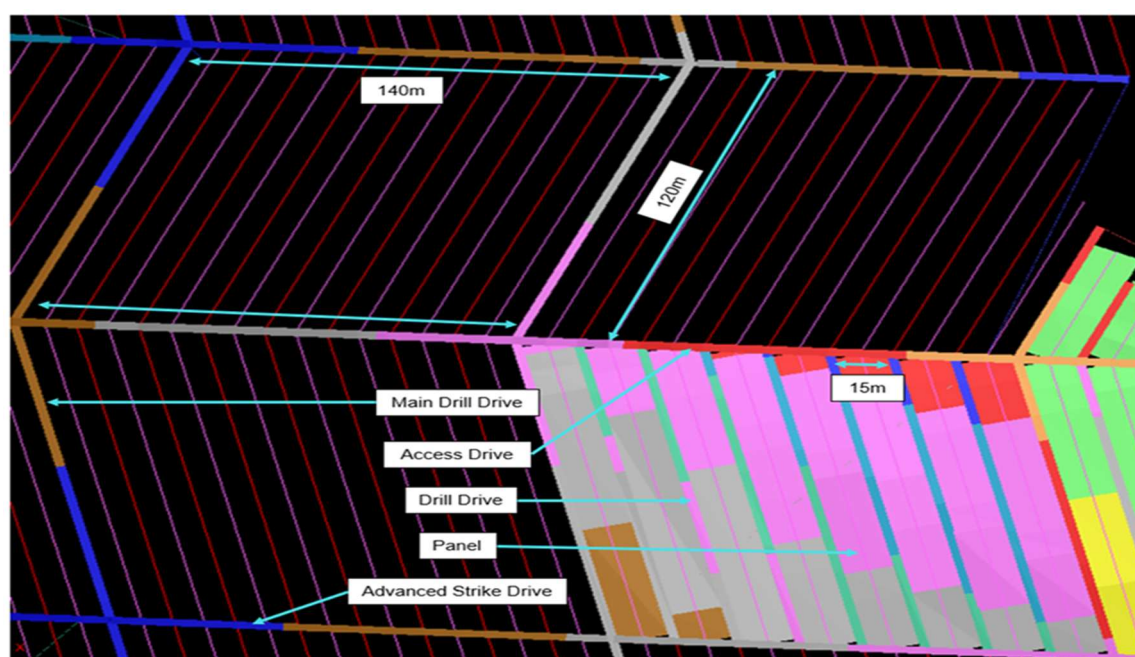 140m
120m
15m
Main Drill Drive
Access Drive
Drill Drive
Panel
Advanced Strike Drive